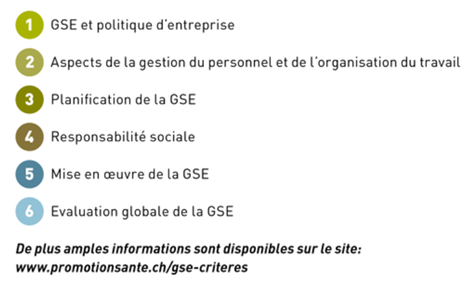 1 GSE et politique d'entreprise
2 Aspects de la gestion du personnel et de l'organisation du travail
3 Planification de la GSE
4 Responsabilité sociale
5 Mise en œuvre de la GSE
6 Evaluation globale de la GSE
De plus amples informations sont disponibles sur le site:
www.promotionsante.ch/gse-criteres